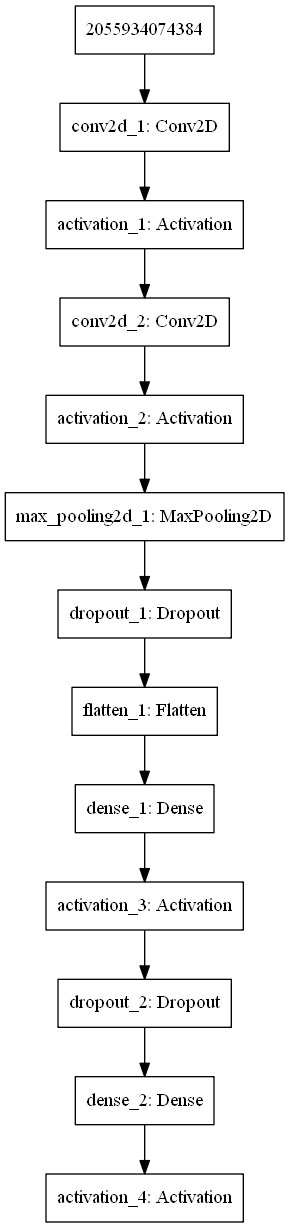 2055934074384
conv2d_1: Conv2D
activation_1: Activation
conv2d_2: Conv2D
activation_2: Activation
max_pooling2d_1: MaxPooling2D
dropout_1: Dropout
flatten_1: Flatten
dense_1: Dense
activation_3: Activation
dropout_2: Dropout
dense_2: Dense
activation_4: Activation